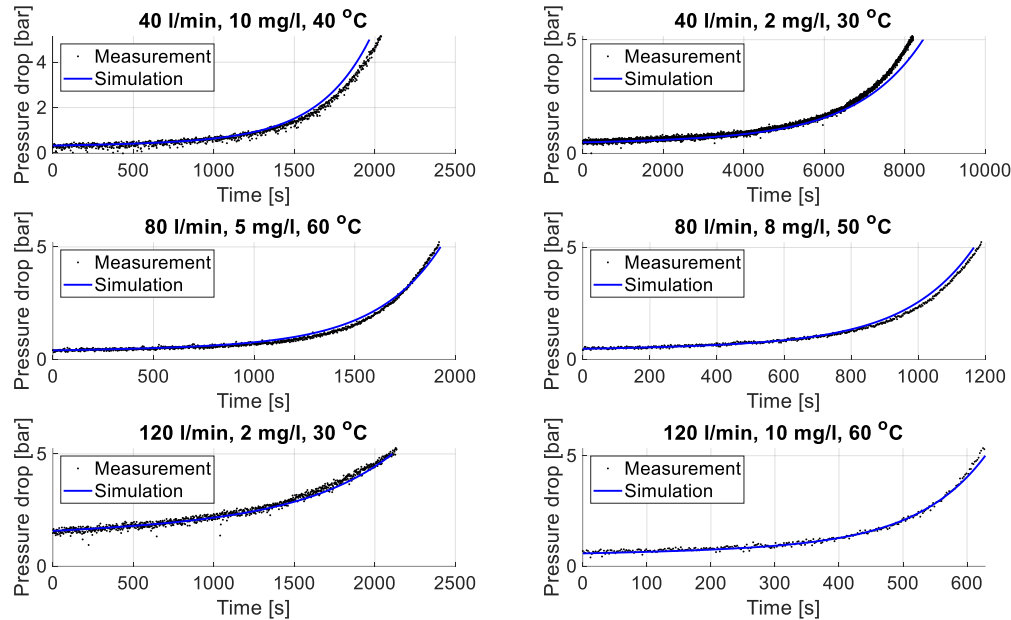 40 l/min, 10 mg/l, 40 °C
Pressure drop [bar]
Measurement
Simulation
4
2
0
0 500 1000 1500 2000 2500
Time [s]
40 l/min, 2 mg/l, 30 °C
Pressure drop [bar]
Measurement
Simulation
5
0
0 2000 4000 6000 8000 10000
Time [s]
80 l/min, 5 mg/l, 60 °C
Pressure drop [bar]
Measurement
Simulation
5
0
0 500 1000 1500 2000
Time [s]
80 l/min, 8 mg/l, 50 °C
Pressure drop [bar]
Measurement
Simulation
5
0
0 200 400 600 800 1000 1200
Time [s]
120 l/min, 2 mg/l, 30 °C
Pressure drop [bar]
Measurement
Simulation
5
0
0 500 1000 1500 2000 2500
Time [s]
120 l/min, 10 mg/l, 60 °C
Pressure drop [bar]
Measurement
Simulation
5
0
0 100 200 300 400 500 600
Time [s]